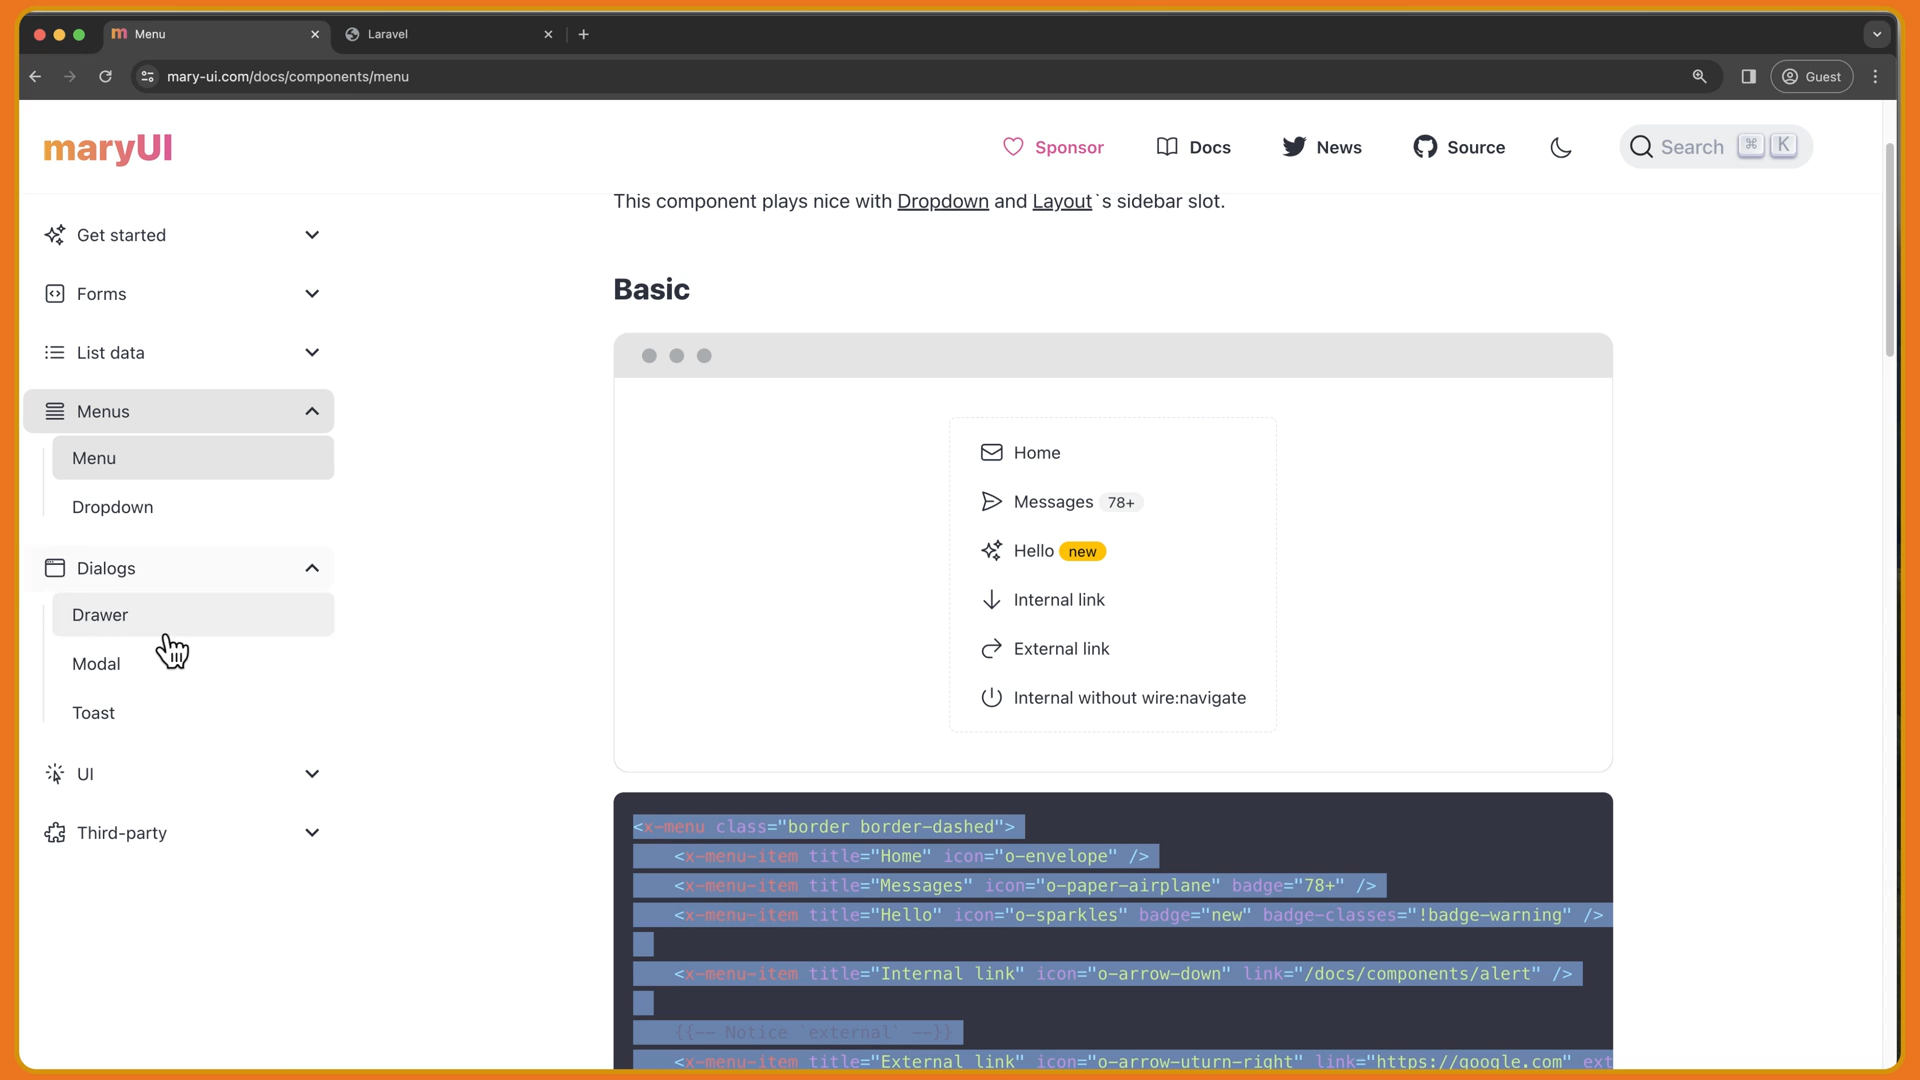 Menu
Laravel
mary-ui.com/docs/components/menu
Guest
maryUI
Sponsor
Docs
News
Source
Search ⌘ K
Get started
Forms
List data
Menus
Menu
Dropdown
Dialogs
Drawer
Modal
Toast
UI
Third-party
This component plays nice with Dropdown and Layout`s sidebar slot.
Basic
Home
Messages 78+
Hello new
Internal link
External link
Internal without wire:navigate
<x-menu class="border border-dashed">
<x-menu-item title="Home" icon="o-envelope" />
<x-menu-item title="Messages" icon="o-paper-airplane" badge="78+" />
<x-menu-item title="Hello" icon="o-sparkles" badge="new" badge-classes="!badge-warning" />
<x-menu-item title="Internal link" icon="o-arrow-down" link="/docs/components/alert" />
{{-- Notice `external` --}}
<x-menu-item title="External link" icon="o-arrow-uturn-right" link="https://google.com" ext